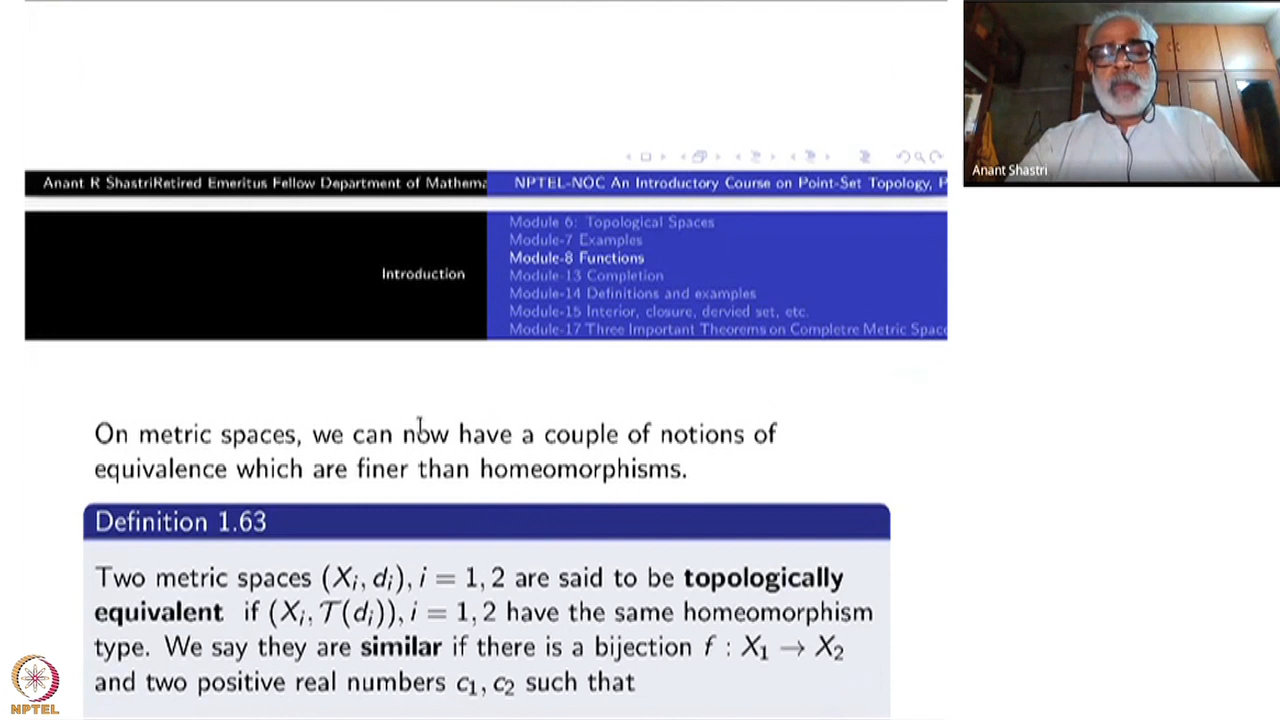 Anant Shastri
Anant R ShastriRetired Emeritus Fellow Department of Mathema
NPTEL-NOC An Introductory Course on Point-Set Topology, P
Introduction
Module 6: Topological Spaces
Module-7 Examples
Module-8 Functions
Module-13 Completion
Module-14 Definitions and examples
Module-15 Interior, closure, dervied set, etc.
Module-17 Three Important Theorems on Completre Metric Space
On metric spaces, we can now have a couple of notions of
equivalence which are finer than homeomorphisms.
Definition 1.63
Two metric spaces (Xᵢ, dᵢ), i = 1, 2 are said to be topologically
equivalent if (Xᵢ, 𝒯(dᵢ)), i = 1, 2 have the same homeomorphism
type. We say they are similar if there is a bijection f : X₁ → X₂
and two positive real numbers c₁, c₂ such that
NPTEL